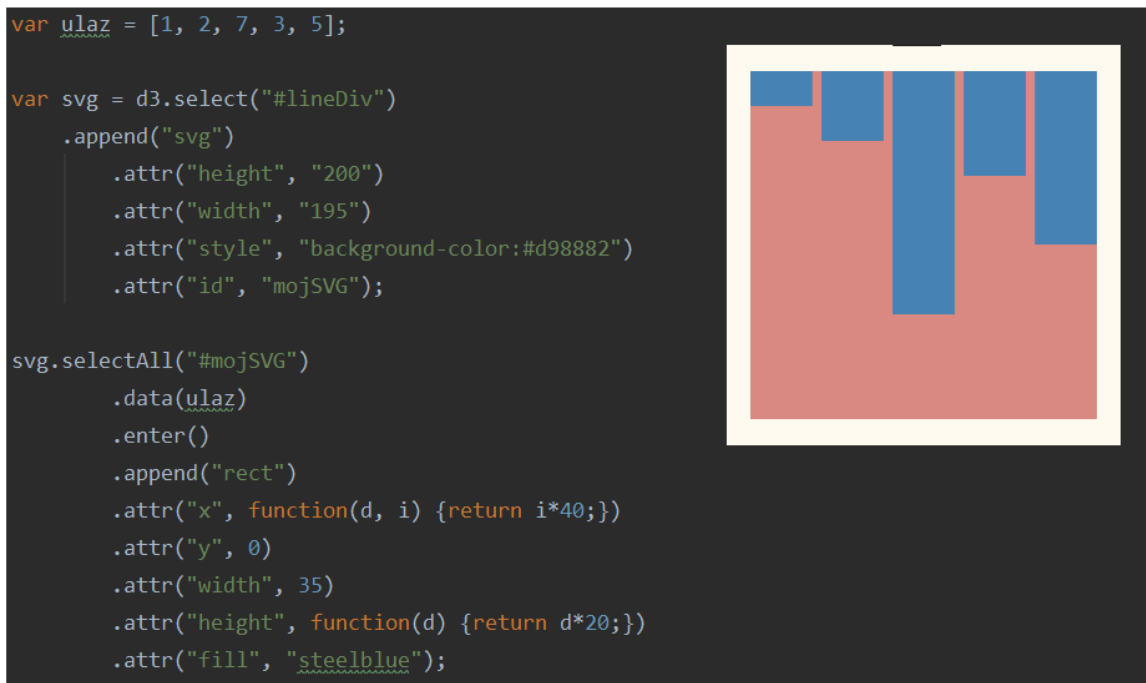 var ulaz = [1, 2, 7, 3, 5];
var svg = d3.select("#lineDiv")
.append("svg")
.attr("height", "200")
.attr("width", "195")
.attr("style", "background-color:#d98882")
.attr("id", "mojSVG");
svg.selectAll("#mojSVG")
.data(ulaz)
.enter()
.append("rect")
.attr("x", function(d, i) {return i*40;})
.attr("y", 0)
.attr("width", 35)
.attr("height", function(d) {return d*20;})
.attr("fill", "steelblue");